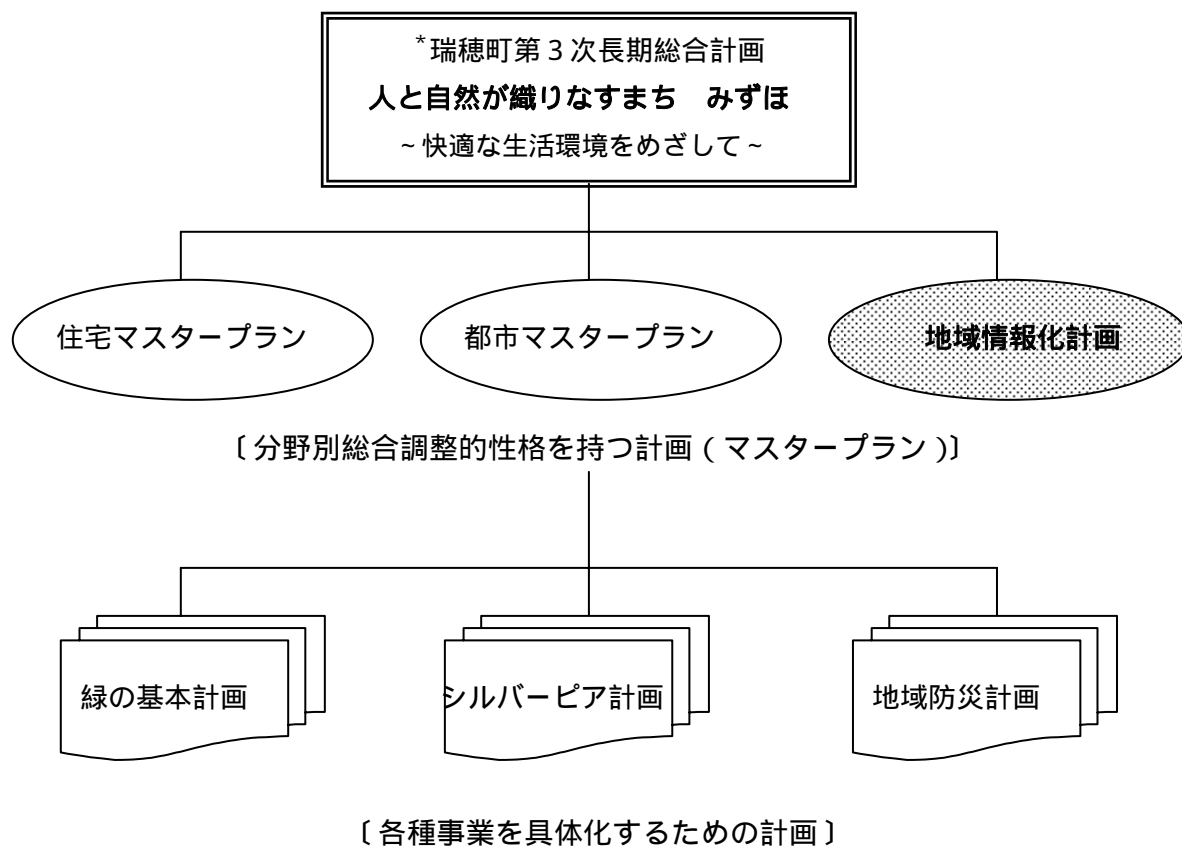 *瑞穂町第3次長期総合計画
人と自然が織りなすまち　みずほ
~快適な生活環境をめざして~
住宅マスタープラン
都市マスタープラン
地域情報化計画
〔分野別総合調整的性格を持つ計画(マスタープラン)〕
緑の基本計画
シルバーピア計画
地域防災計画
〔各種事業を具体化するための計画〕